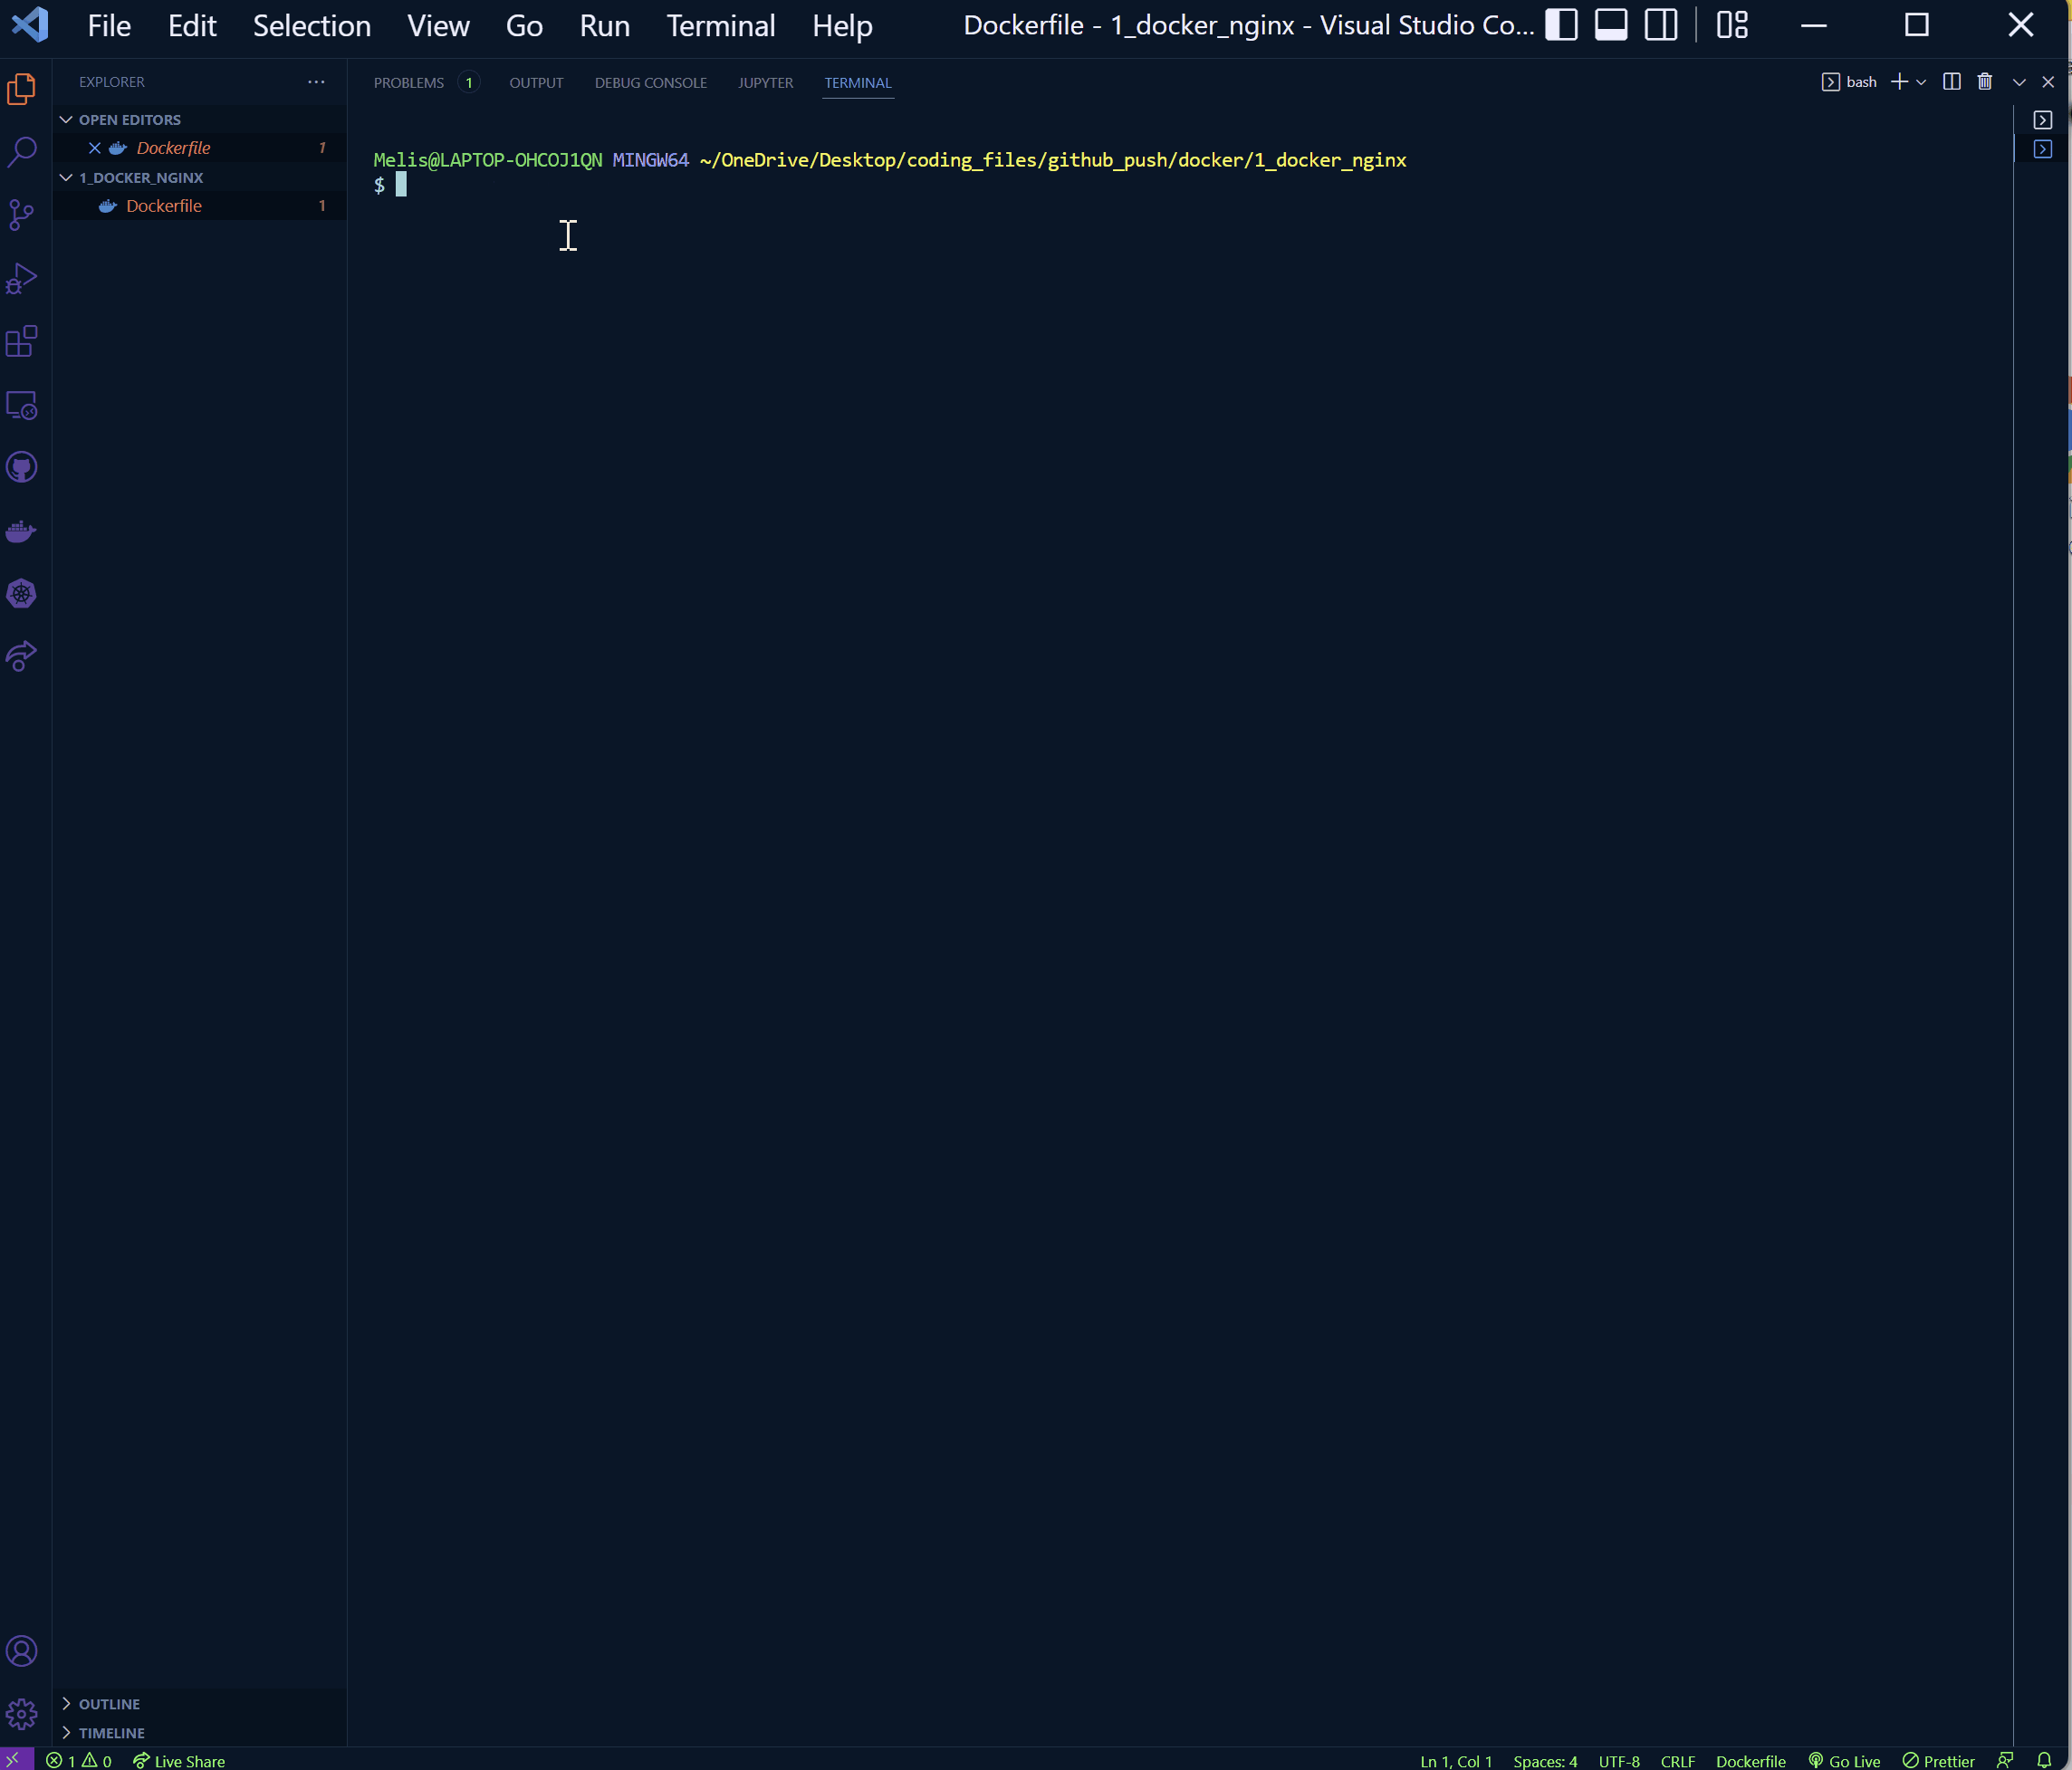 File Edit Selection View Go Run Terminal Help Dockerfile - 1_docker_nginx - Visual Studio Co...
EXPLORER ...
PROBLEMS 1 OUTPUT DEBUG CONSOLE JUPYTER TERMINAL bash
OPEN EDITORS
Dockerfile 1
1_DOCKER_NGINX
Dockerfile 1
Melis@LAPTOP-OHCOJ1QN MINGW64 ~/OneDrive/Desktop/coding_files/github_push/docker/1_docker_nginx
$
OUTLINE
TIMELINE
1 0 Live Share Ln 1, Col 1 Spaces: 4 UTF-8 CRLF Dockerfile Go Live Prettier